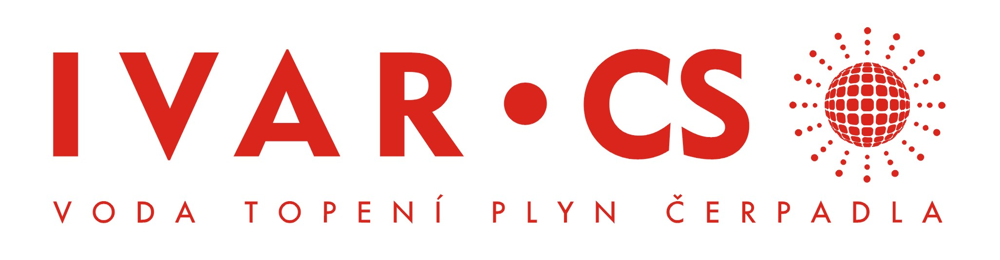 IVAR • CS
VODA TOPENÍ PLYN ČERPADLA